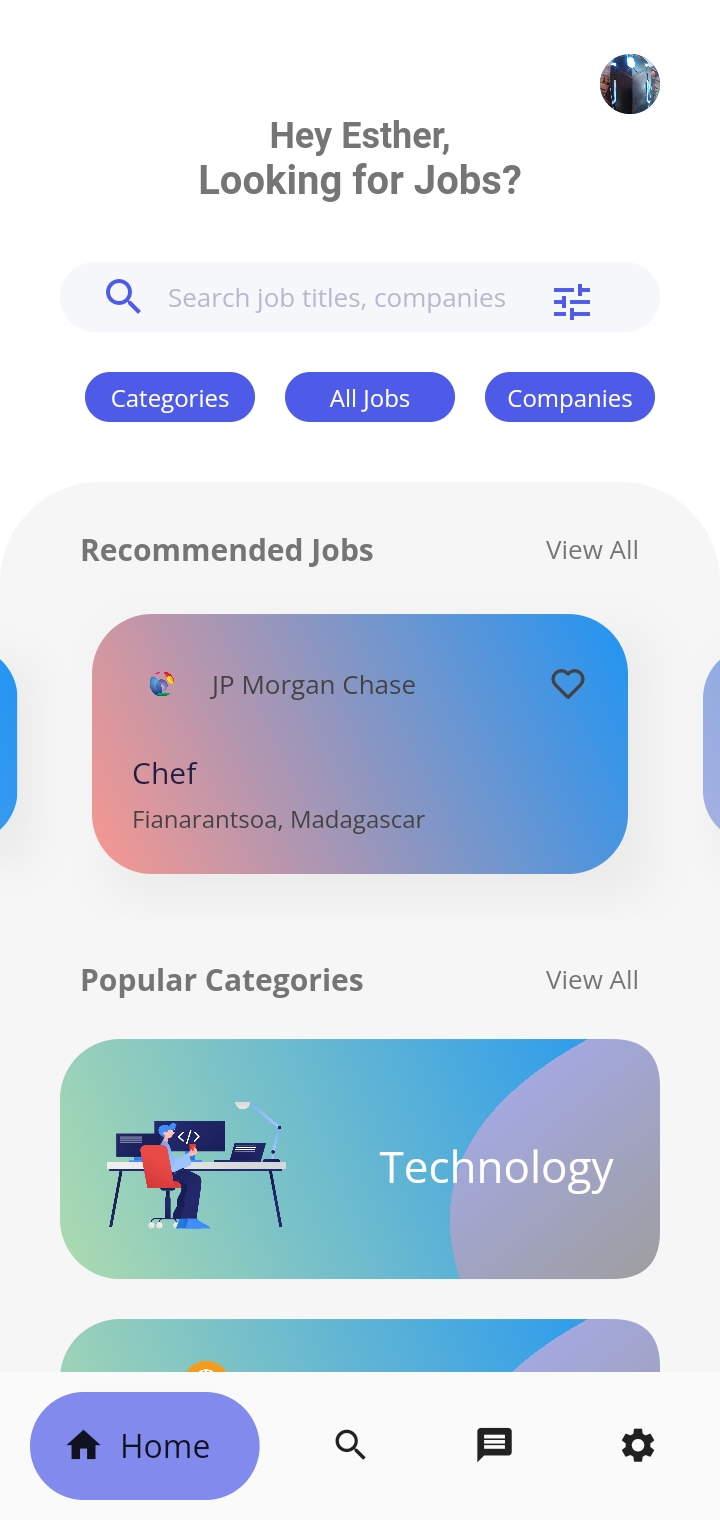 Hey Esther,
Looking for Jobs?
Search job titles, companies
Categories
All Jobs
Companies
Recommended Jobs
View All
JP Morgan Chase
Chef
Fianarantsoa, Madagascar
Popular Categories
View All
</>
Technology
Home